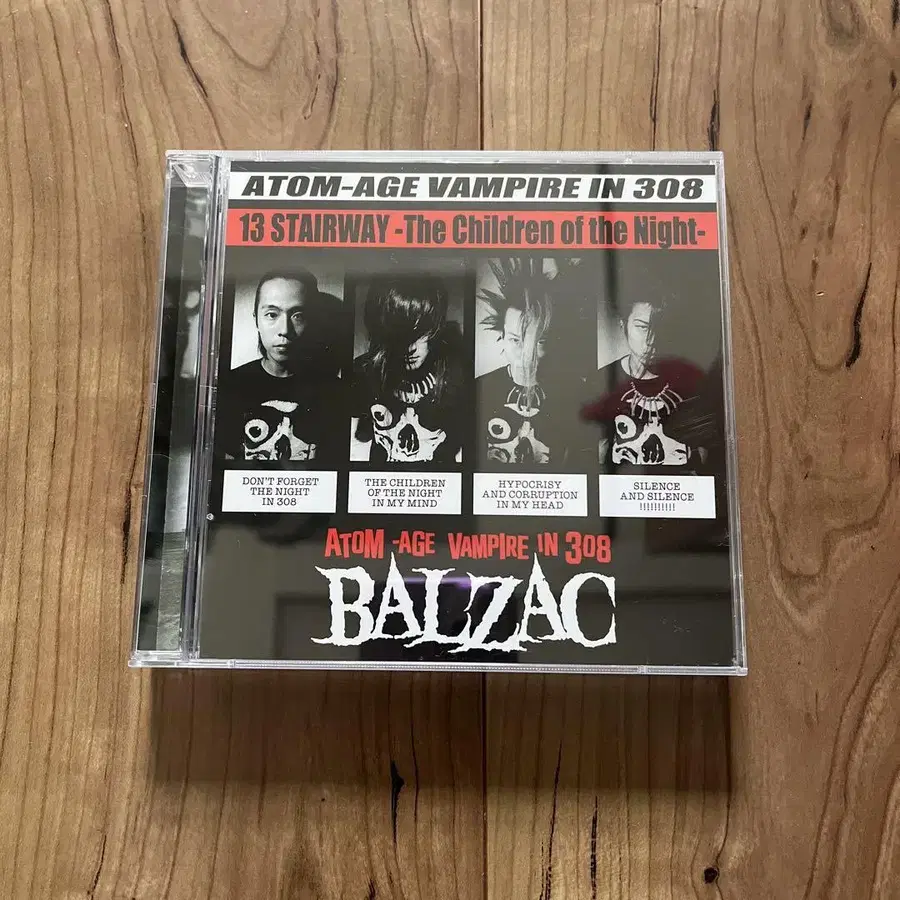 ATOM-AGE VAMPIRE IN 308
13 STAIRWAY -The Children of the Night-
DON'T FORGET
THE NIGHT
IN 308
THE CHILDREN
OF THE NIGHT
IN MY MIND
HYPOCRISY
AND CORRUPTION
IN MY HEAD
SILENCE
AND SILENCE
!!!!!!!!!!
ATOM-AGE VAMPIRE IN 308
BALZAC